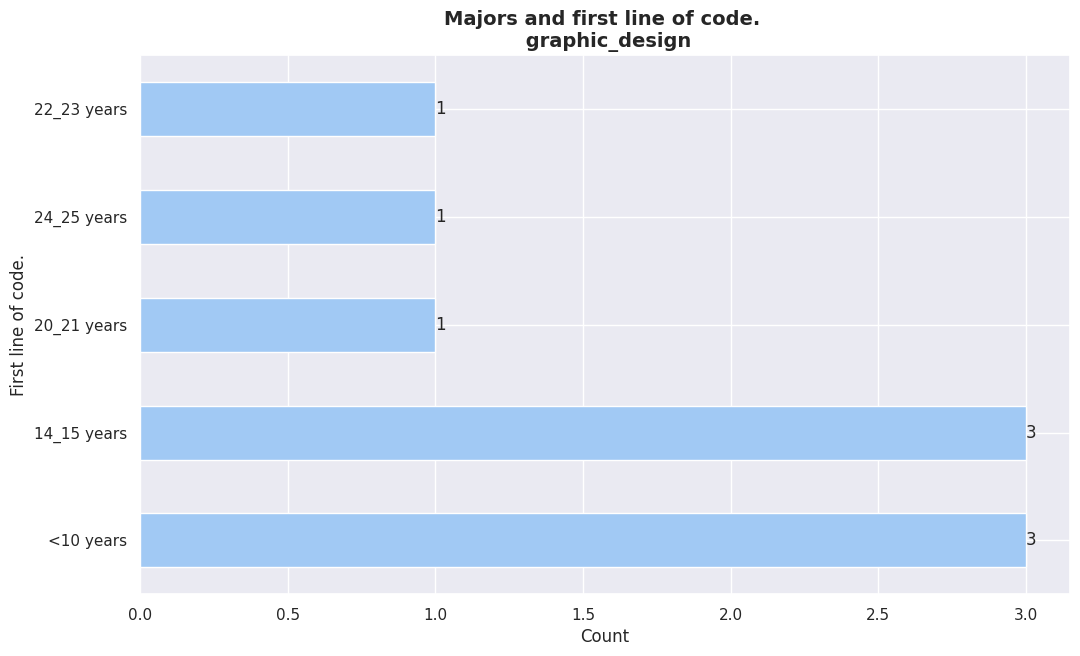 Majors and first line of code.
graphic_design
First line of code.
22_23 years
1
24_25 years
1
20_21 years
1
14_15 years
3
<10 years
3
0.0 0.5 1.0 1.5 2.0 2.5 3.0
Count